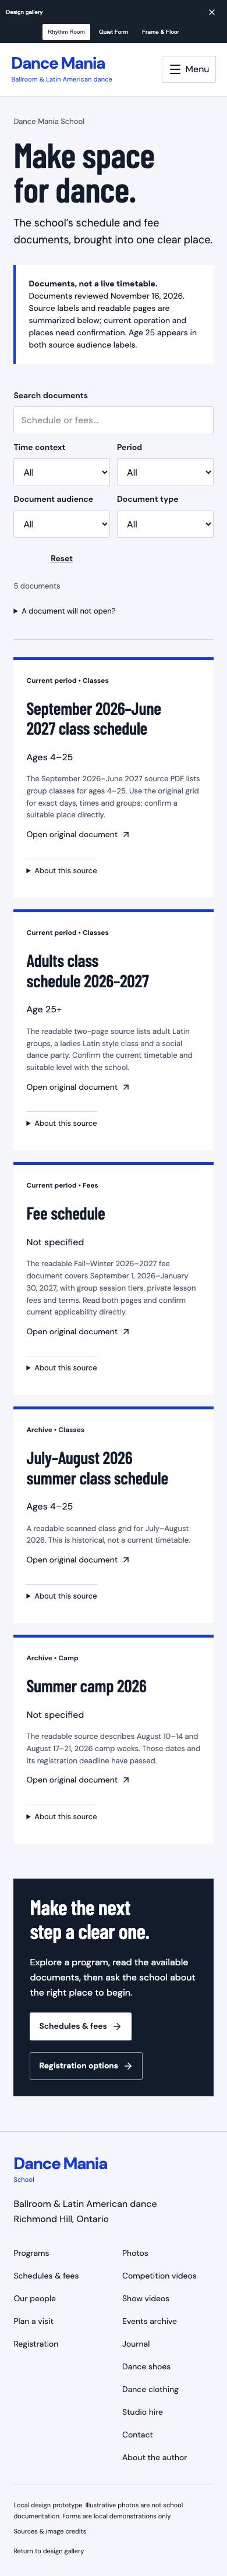 Design gallery
Rhythm Room Quiet Form Frame & Floor
Dance Mania
Ballroom & Latin American dance
Menu
Dance Mania School
Make space
for dance.
The school's schedule and fee
documents, brought into one clear place.
Documents, not a live timetable.
Documents reviewed November 16, 2026.
Source labels and readable pages are
summarized below; current operation and
places need confirmation. Age 25 appears in
both source audience labels.
Search documents
Schedule or fees…
Time context Period
All All
Document audience Document type
All All
Reset
5 documents
A document will not open?
Current period • Classes
September 2026–June
2027 class schedule
Ages 4–25
The September 2026–June 2027 source PDF lists
group classes for ages 4–25. Use the original grid
for exact days, times and groups; confirm a
suitable place directly.
Open original document ↗
About this source
Current period • Classes
Adults class
schedule 2026–2027
Age 25+
The readable two-page source lists adult Latin
groups, a ladies Latin style class and a social
dance party. Confirm the current timetable and
suitable level with the school.
Open original document ↗
About this source
Current period • Fees
Fee schedule
Not specified
The readable Fall–Winter 2026–2027 fee
document covers September 1, 2026–January
30, 2027, with group session tiers, private lesson
fees and terms. Read both pages and confirm
current applicability directly.
Open original document ↗
About this source
Archive • Classes
July–August 2026
summer class schedule
Ages 4–25
A readable scanned class grid for July–August
2026. This is historical, not a current timetable.
Open original document ↗
About this source
Archive • Camp
Summer camp 2026
Not specified
The readable source describes August 10–14 and
August 17–21, 2026 camp weeks. Those dates and
its registration deadline have passed.
Open original document ↗
About this source
Make the next
step a clear one.
Explore a program, read the available
documents, then ask the school about
the right place to begin.
Schedules & fees →
Registration options →
Dance Mania
School
Ballroom & Latin American dance
Richmond Hill, Ontario
Programs Photos
Schedules & fees Competition videos
Our people Show videos
Plan a visit Events archive
Registration Journal
Dance shoes
Dance clothing
Studio hire
Contact
About the author
Local design prototype. Illustrative photos are not school
documentation. Forms are local demonstrations only.
Sources & image credits
Return to design gallery